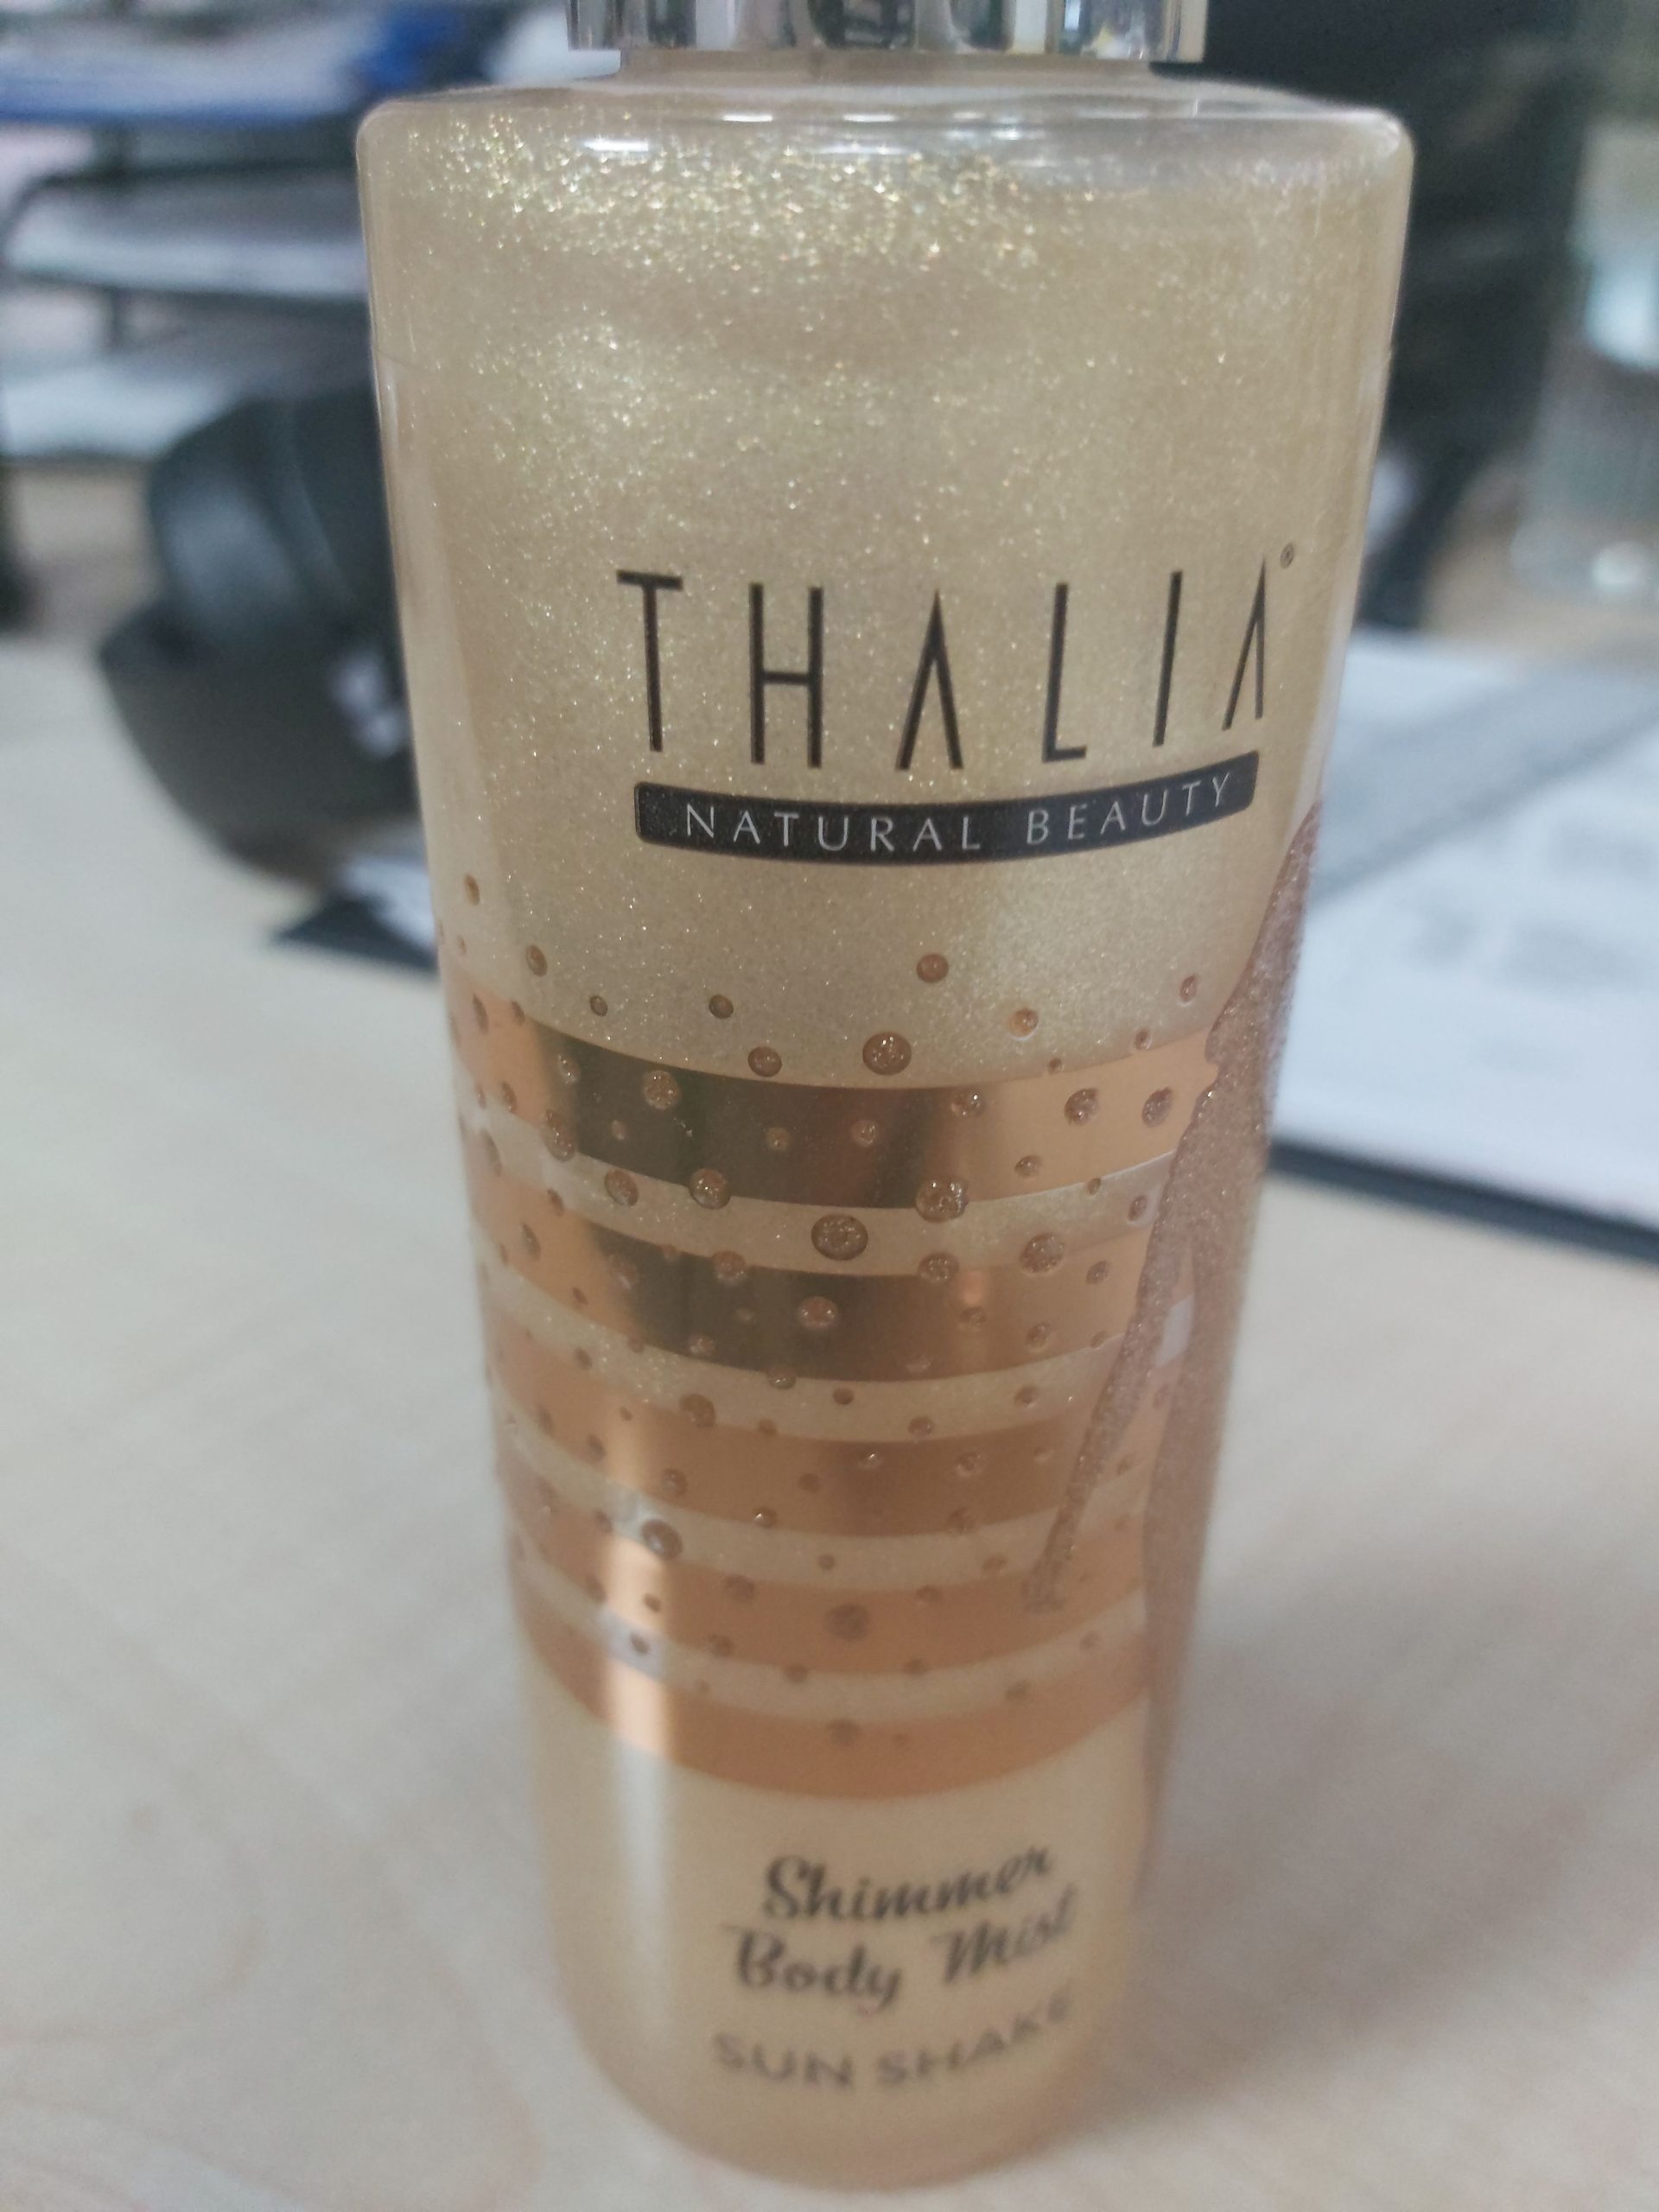 THALIA®
NATURAL BEAUTY
Shimmer
Body Mist
SUN SHAKE